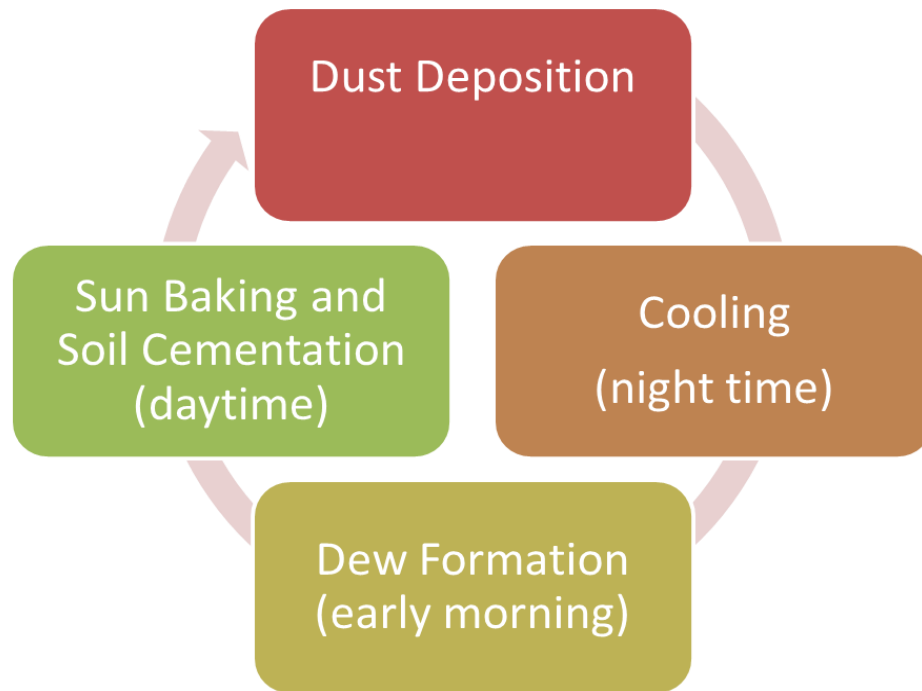 Dust Deposition
Sun Baking and
Soil Cementation
(daytime)
Cooling
(night time)
Dew Formation
(early morning)